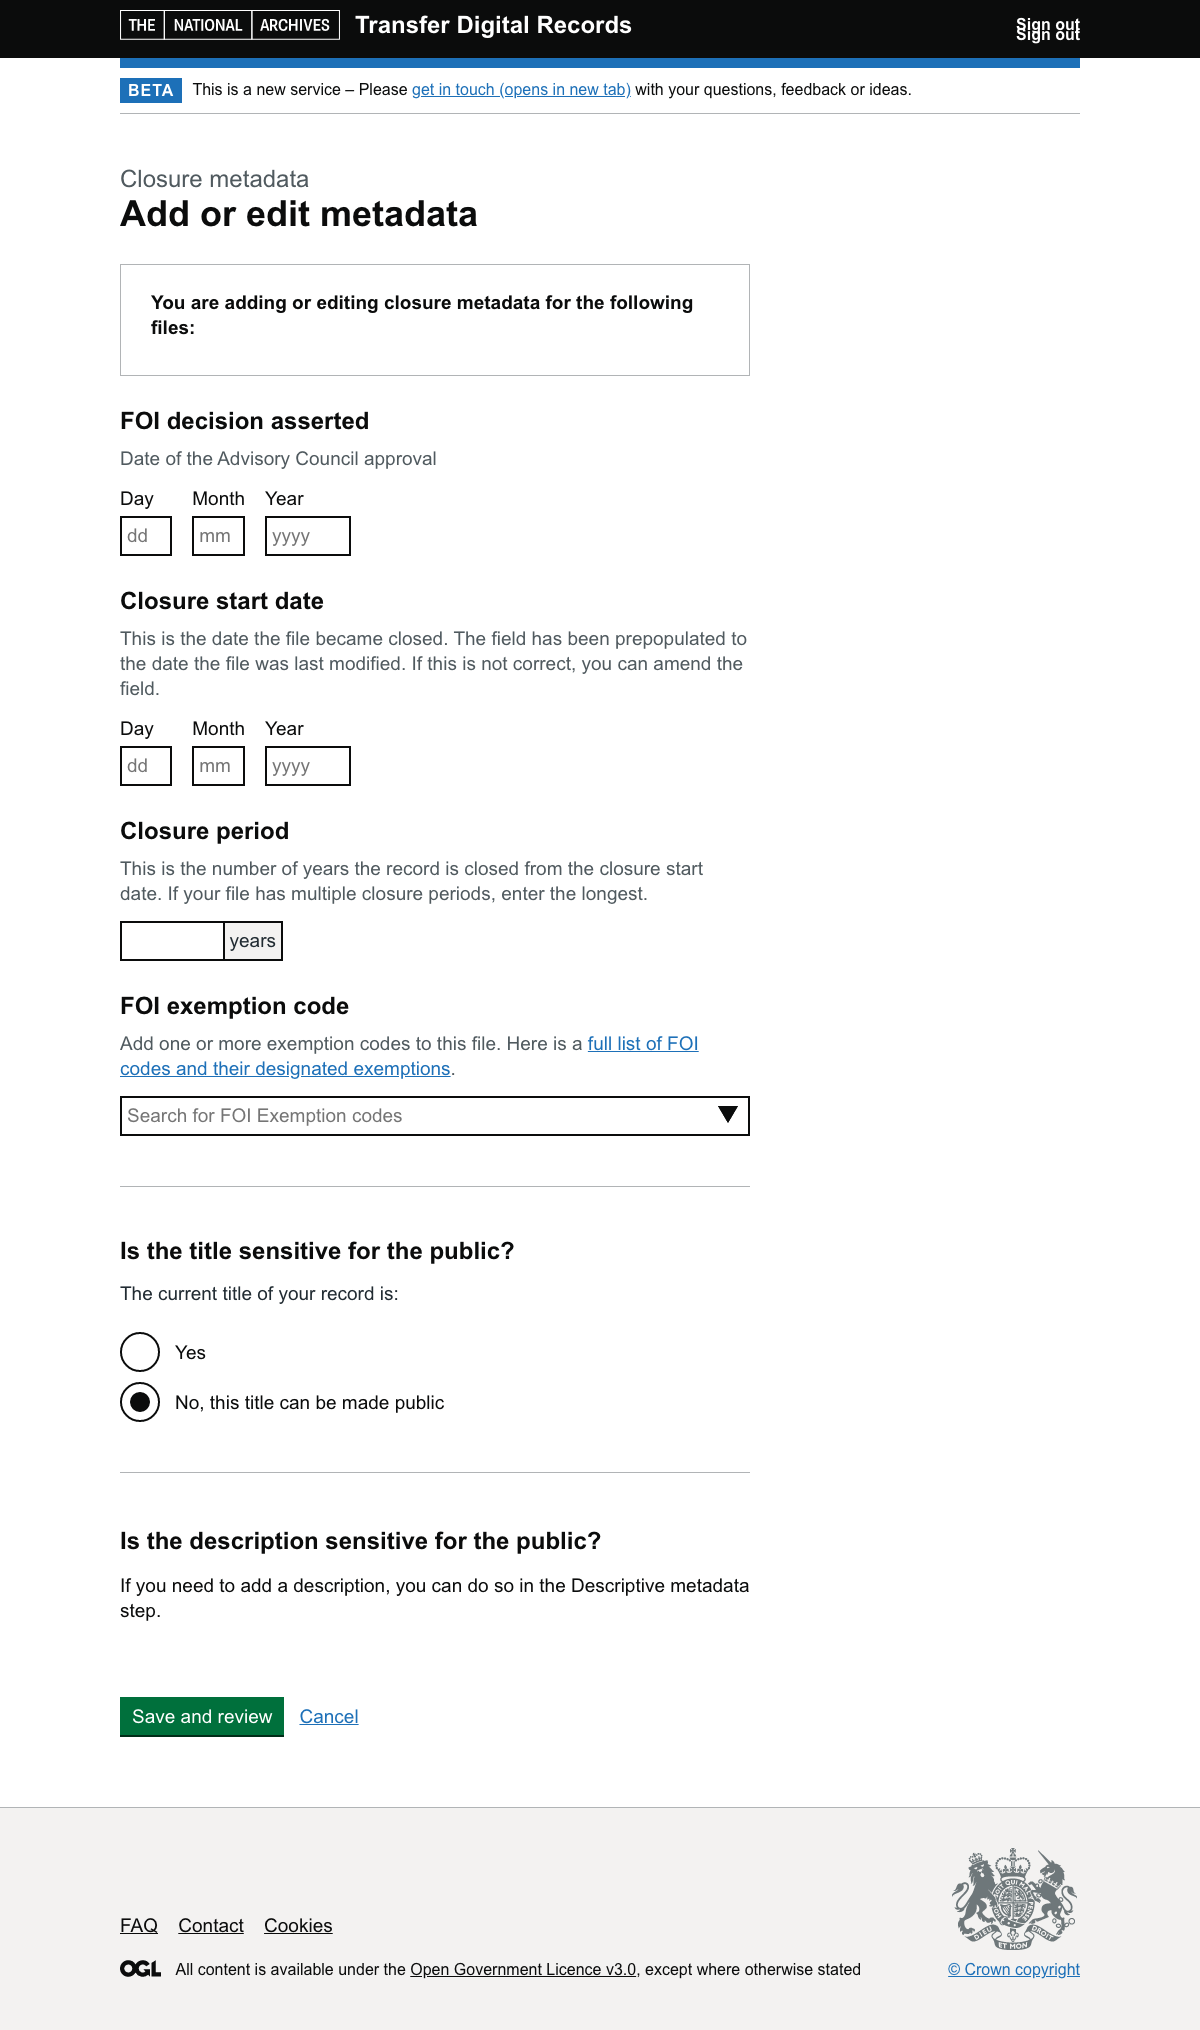 THE NATIONAL ARCHIVES Transfer Digital Records
Sign out
Sign out
BETA This is a new service – Please get in touch (opens in new tab) with your questions, feedback or ideas.
Closure metadata
Add or edit metadata
You are adding or editing closure metadata for the following
files:
FOI decision asserted
Date of the Advisory Council approval
Day Month Year
dd mm yyyy
Closure start date
This is the date the file became closed. The field has been prepopulated to
the date the file was last modified. If this is not correct, you can amend the
field.
Day Month Year
dd mm yyyy
Closure period
This is the number of years the record is closed from the closure start
date. If your file has multiple closure periods, enter the longest.
years
FOI exemption code
Add one or more exemption codes to this file. Here is a full list of FOI
codes and their designated exemptions.
Search for FOI Exemption codes
Is the title sensitive for the public?
The current title of your record is:
Yes
No, this title can be made public
Is the description sensitive for the public?
If you need to add a description, you can do so in the Descriptive metadata
step.
Save and review Cancel
FAQ Contact Cookies
DIEU ET MON DROIT
OGL All content is available under the Open Government Licence v3.0, except where otherwise stated
© Crown copyright